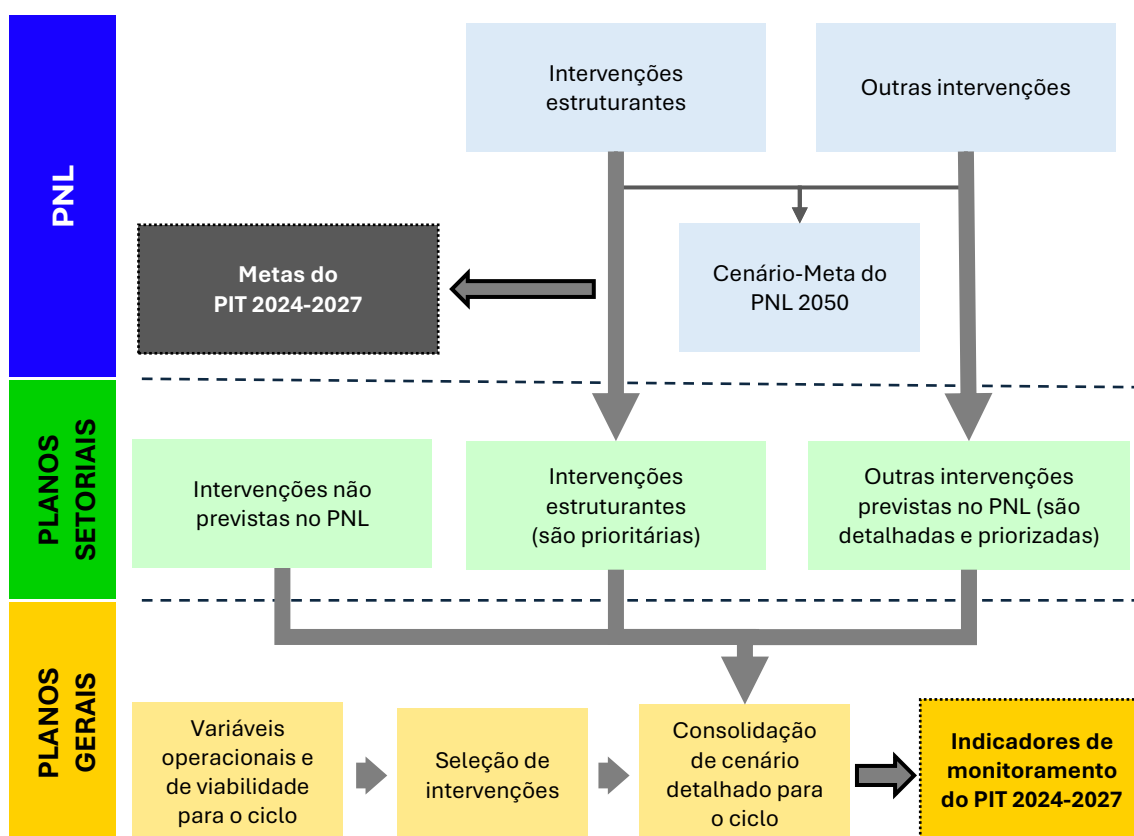 PNL
Intervenções
estruturantes
Outras intervenções
Metas do
PIT 2024-2027
Cenário-Meta do
PNL 2050
PLANOS
SETORIAIS
Intervenções não
previstas no PNL
Intervenções
estruturantes
(são prioritárias)
Outras intervenções
previstas no PNL (são
detalhadas e priorizadas)
PLANOS
GERAIS
Variáveis
operacionais e
de viabilidade
para o ciclo
Seleção de
intervenções
Consolidação
de cenário
detalhado para
o ciclo
Indicadores de
monitoramento
do PIT 2024-2027